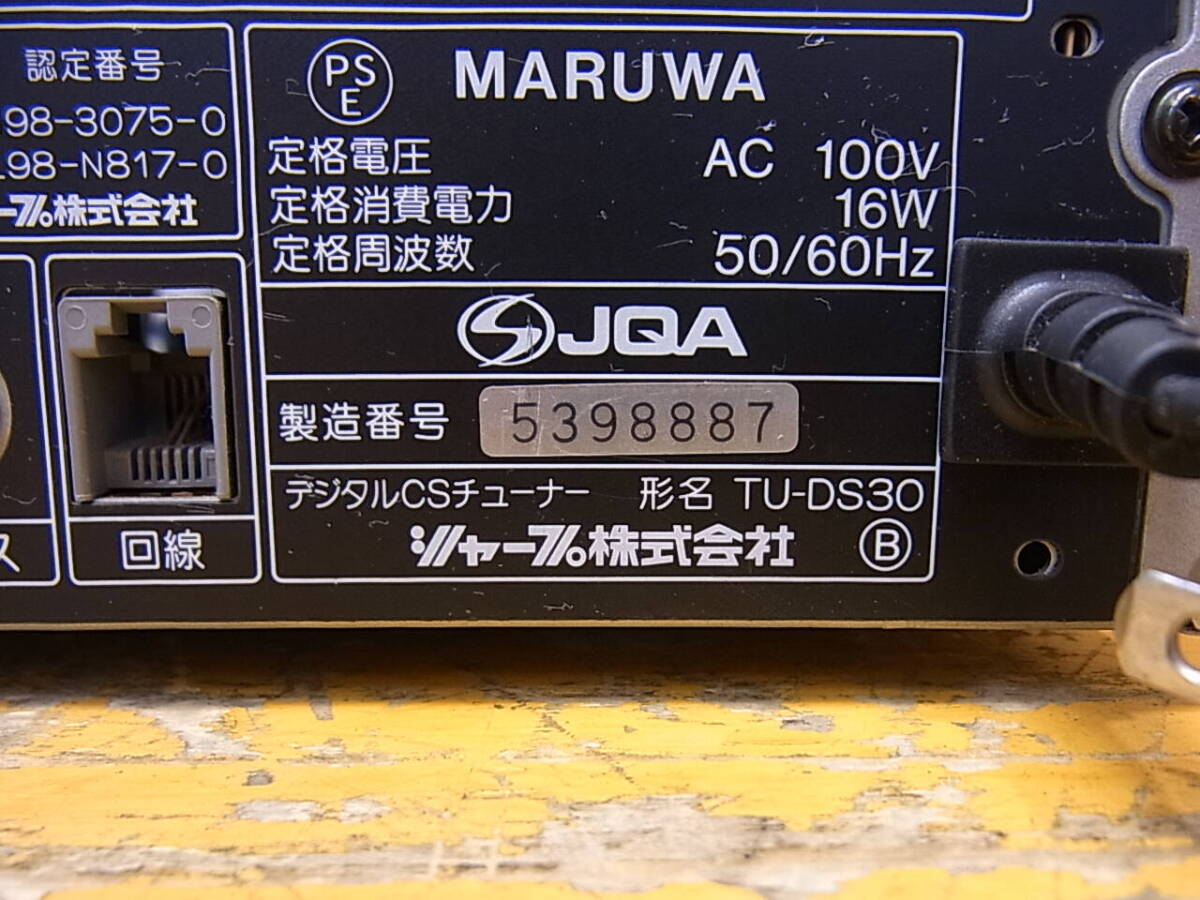 認定番号
98-3075-0
98-N817-0
株式会社
PSE
MARUWA
定格電圧 AC 100V
定格消費電力 16W
定格周波数 50/60Hz
JQA
製造番号 5398887
デジタルCSチューナー 形名 TU-DS30
シャープ株式会社 B
ス
回線